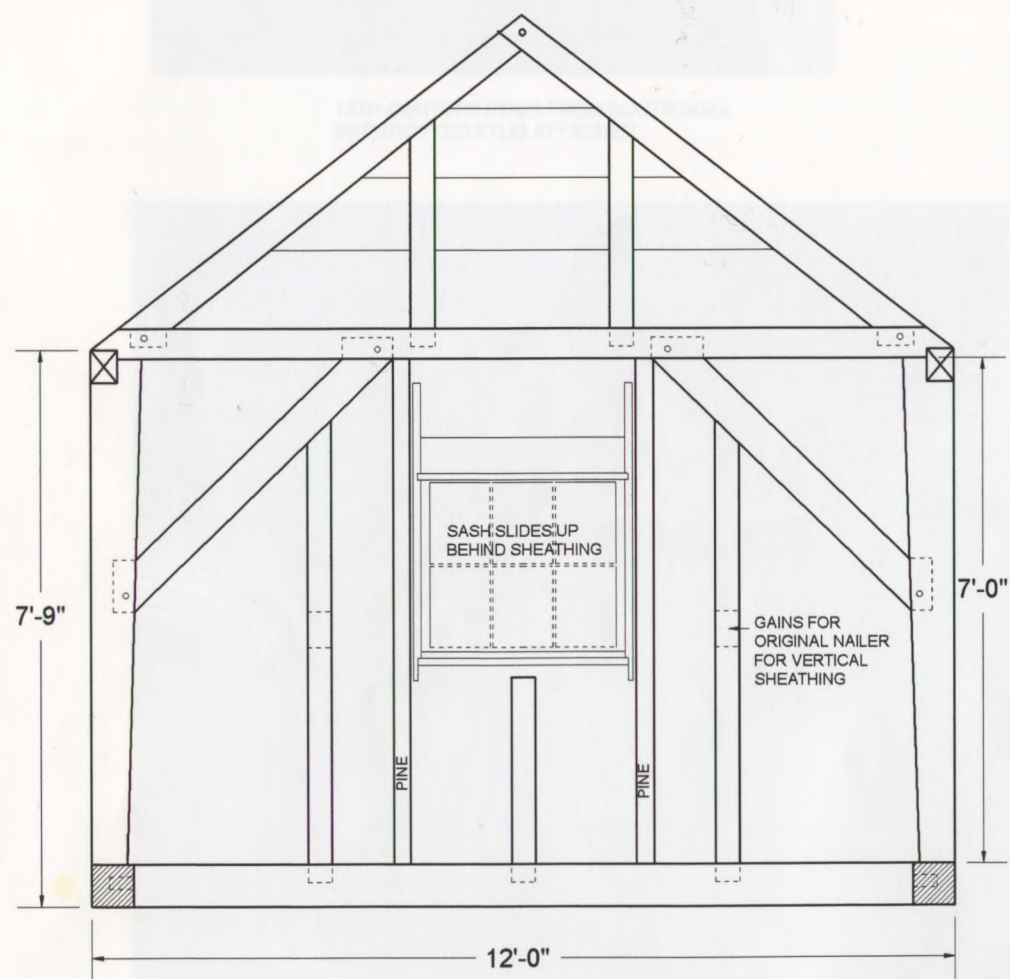 SASH SLIDES UP
BEHIND SHEATHING
7'-9"
7'-0"
GAINS FOR
ORIGINAL NAILER
FOR VERTICAL
SHEATHING
PINE
PINE
12'-0"